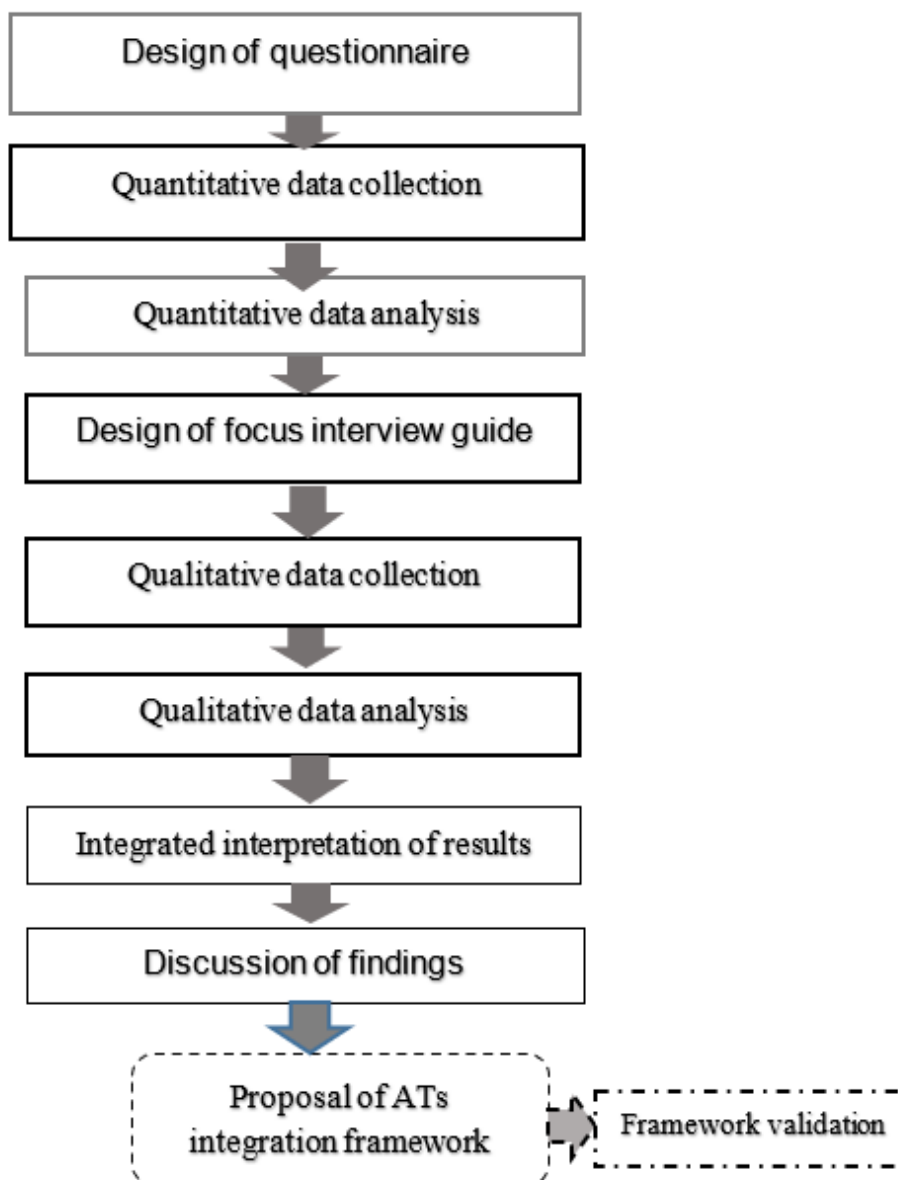 Design of questionnaire
Quantitative data collection
Quantitative data analysis
Design of focus interview guide
Qualitative data collection
Qualitative data analysis
Integrated interpretation of results
Discussion of findings
Proposal of ATs
integration framework
Framework validation